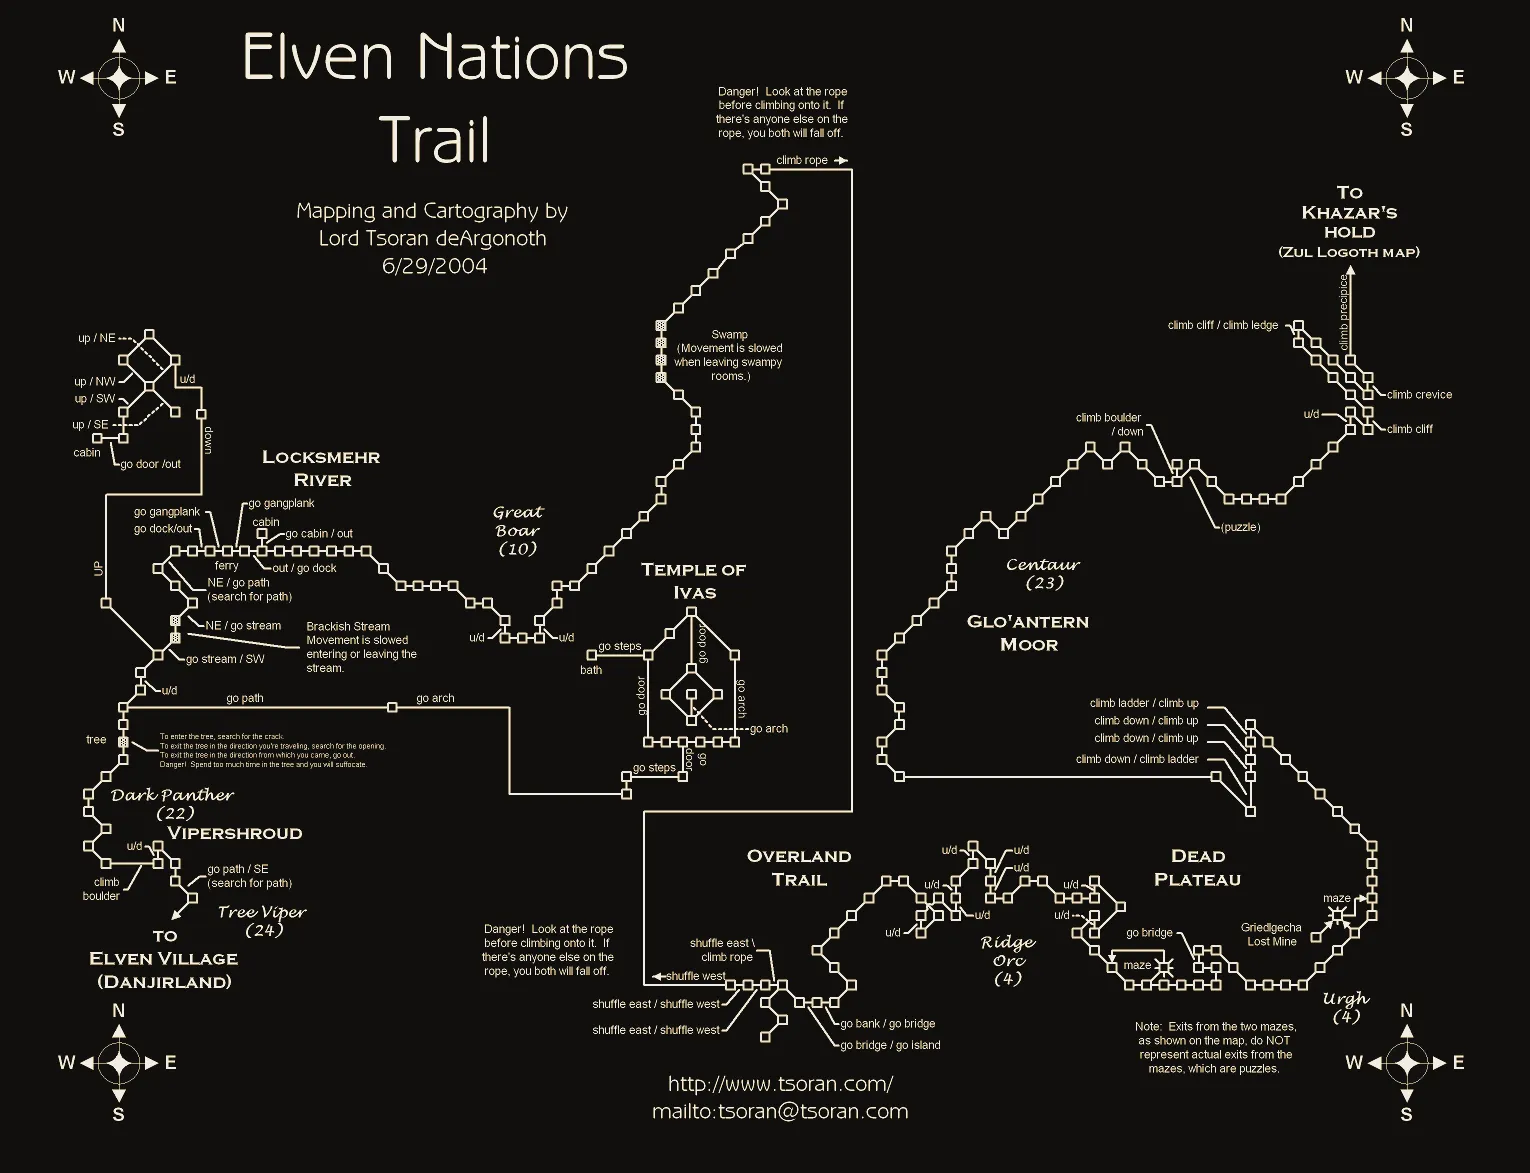 N
W E
S
Elven Nations
Trail
Mapping and Cartography by
Lord Tsoran deArgonoth
6/29/2004
Danger! Look at the rope
before climbing onto it. If
there's anyone else on the
rope, you both will fall off.
climb rope
N
W E
S
To
Khazar's
hold
(Zul Logoth map)
climb precipice
climb cliff / climb ledge
climb crevice
u/d
climb cliff
climb boulder
/ down
(puzzle)
Swamp
(Movement is slowed
when leaving swampy
rooms.)
up / NE
up / NW
u/d
up / SW
up / SE
down
cabin
go door /out
UP
Locksmehr
River
go gangplank
go gangplank
go dock/out
cabin
go cabin / out
ferry
out / go dock
NE / go path
(search for path)
NE / go stream
Brackish Stream
Movement is slowed
entering or leaving the
stream.
go stream / SW
u/d
Great
Boar
(10)
u/d
u/d
Temple of
Ivas
go steps
bath
go door
go door
go arch
go arch
go door
go steps
go path
go arch
tree
To enter the tree, search for the crack.
To exit the tree in the direction you're traveling, search for the opening.
To exit the tree in the direction from which you came, go out.
Danger! Spend too much time in the tree and you will suffocate.
Dark Panther
(22)
Vipershroud
u/d
climb
boulder
go path / SE
(search for path)
Tree Viper
(24)
to
Elven Village
(Danjirland)
Centaur
(23)
Glo'antern
Moor
climb ladder / climb up
climb down / climb up
climb down / climb up
climb down / climb ladder
Overland
Trail
Dead
Plateau
u/d
u/d
u/d
u/d
u/d
u/d
u/d
u/d
Ridge
Orc
(4)
go bridge
maze
maze
Griedlgecha
Lost Mine
Urgh
(4)
Danger! Look at the rope
before climbing onto it. If
there's anyone else on the
rope, you both will fall off.
shuffle east \
climb rope
shuffle west
shuffle east / shuffle west
shuffle east / shuffle west
go bank / go bridge
go bridge / go island
Note: Exits from the two mazes,
as shown on the map, do NOT
represent actual exits from the
mazes, which are puzzles.
N
W E
S
http://www.tsoran.com/
mailto:tsoran@tsoran.com
N
W E
S